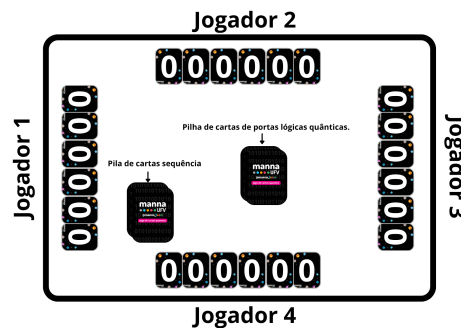 Jogador 2
0 0 0 0 0 0
Jogador 1
0
0
0
0
0
0
Pilha de cartas de portas lógicas quânticas.
manna
UFV
Pila de cartas sequência
manna
UFV
0
0
0
0
0
0
Jogador 3
0 0 0 0 0 0
Jogador 4